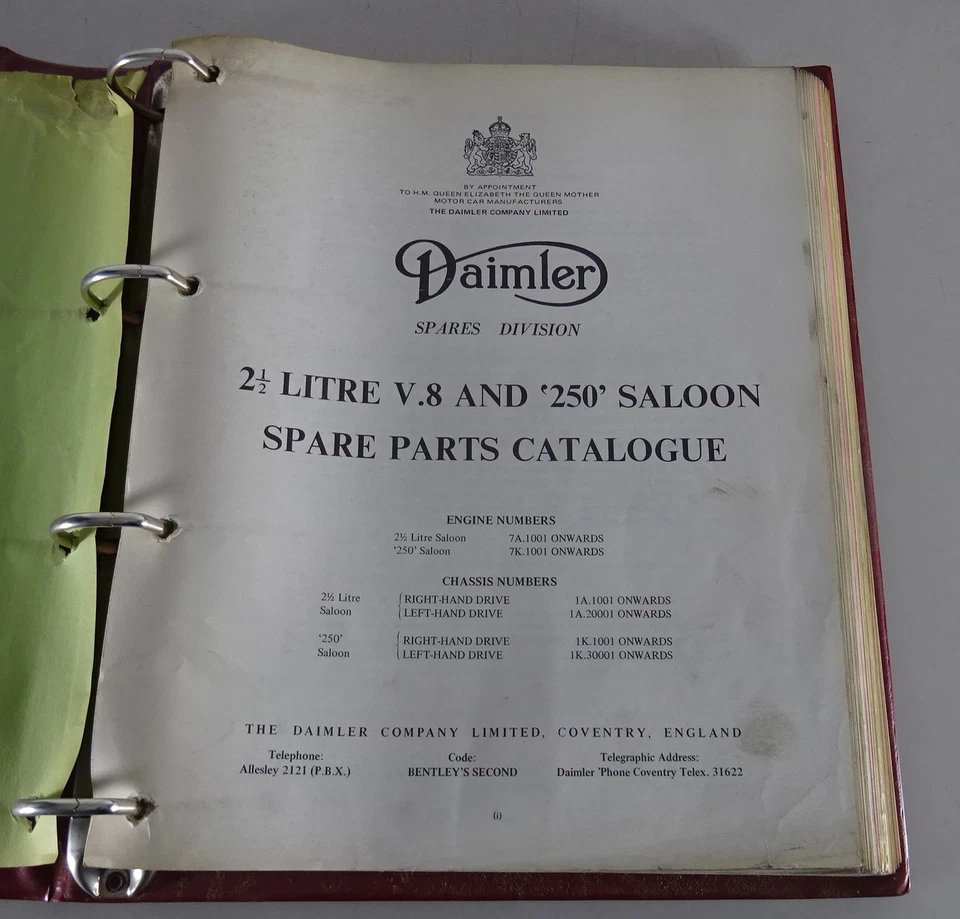 BY APPOINTMENT
TO H.M. QUEEN ELIZABETH THE QUEEN MOTHER
MOTOR CAR MANUFACTURERS
THE DAIMLER COMPANY LIMITED
Daimler
SPARES DIVISION
2½ LITRE V.8 AND ‘250’ SALOON
SPARE PARTS CATALOGUE
ENGINE NUMBERS
2½ Litre Saloon 7A.1001 ONWARDS
‘250’ Saloon 7K.1001 ONWARDS
CHASSIS NUMBERS
2½ Litre { RIGHT-HAND DRIVE 1A.1001 ONWARDS
Saloon { LEFT-HAND DRIVE 1A.20001 ONWARDS
‘250’ { RIGHT-HAND DRIVE 1K.1001 ONWARDS
Saloon { LEFT-HAND DRIVE 1K.30001 ONWARDS
THE DAIMLER COMPANY LIMITED, COVENTRY, ENGLAND
Telephone: Code: Telegraphic Address:
Allesley 2121 (P.B.X.) BENTLEY'S SECOND Daimler 'Phone Coventry Telex. 31622
(i)